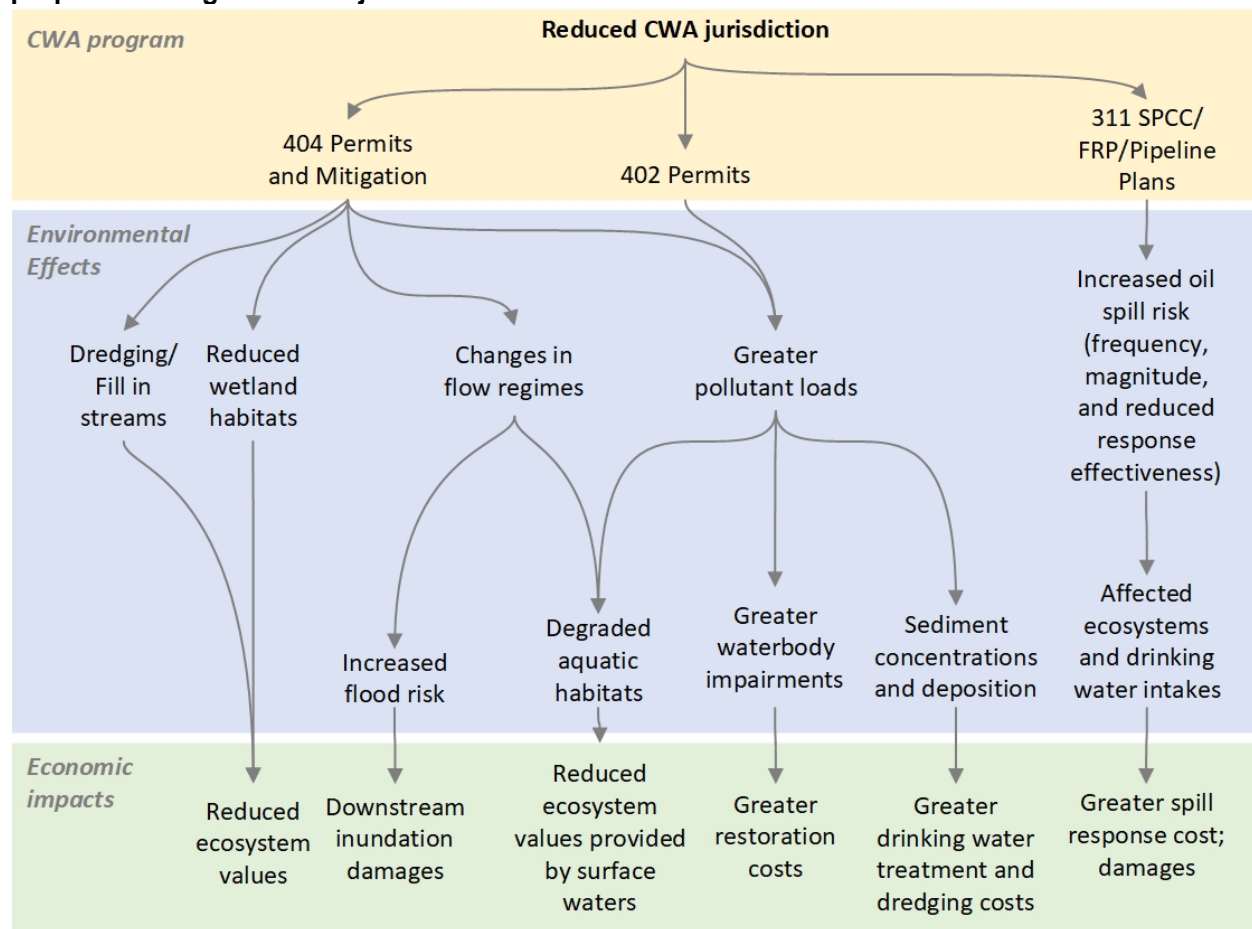 CWA program
Reduced CWA jurisdiction
404 Permits
and Mitigation
402 Permits
311 SPCC/
FRP/Pipeline
Plans
Environmental
Effects
Dredging/
Fill in
streams
Reduced
wetland
habitats
Changes in
flow regimes
Greater
pollutant loads
Increased oil
spill risk
(frequency,
magnitude,
and reduced
response
effectiveness)
Increased
flood risk
Degraded
aquatic
habitats
Greater
waterbody
impairments
Sediment
concentrations
and deposition
Affected
ecosystems
and drinking
water intakes
Economic
impacts
Reduced
ecosystem
values
Downstream
inundation
damages
Reduced
ecosystem
values provided
by surface
waters
Greater
restoration
costs
Greater
drinking water
treatment and
dredging costs
Greater spill
response cost;
damages